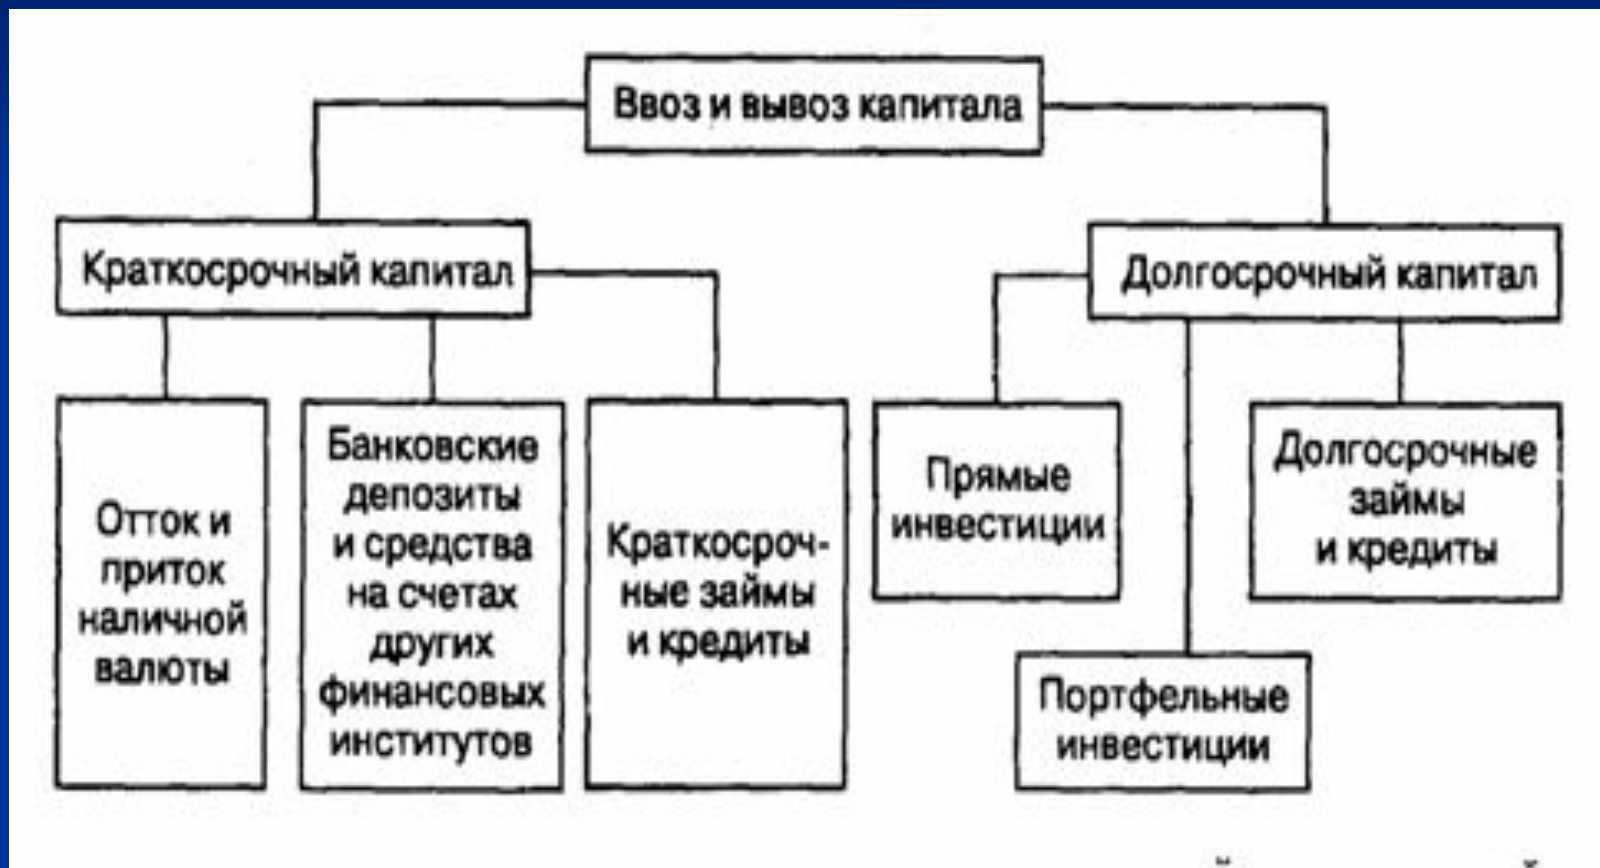 Ввоз и вывоз капитала
Краткосрочный капитал
Долгосрочный капитал
Отток и
приток
наличной
валюты
Банковские
депозиты
и средства
на счетах
других
финансовых
институтов
Краткосроч-
ные займы
и кредиты
Прямые
инвестиции
Портфельные
инвестиции
Долгосрочные
займы
и кредиты